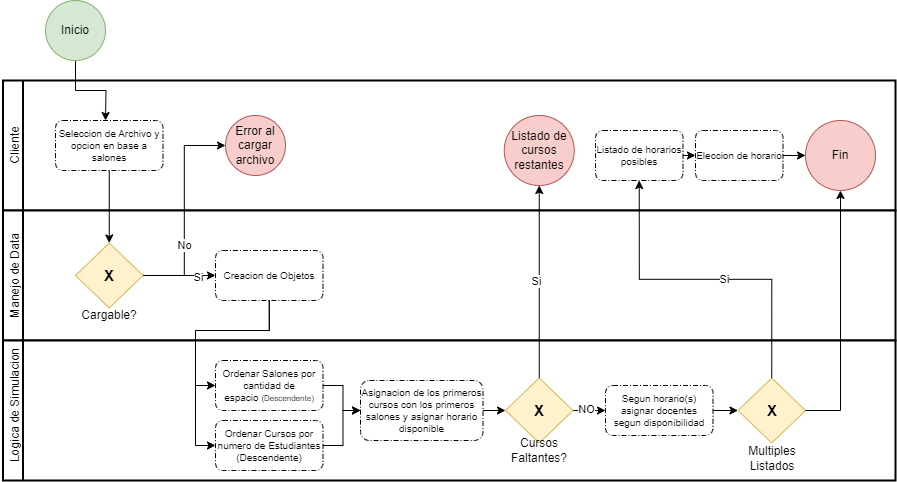 Inicio
Cliente
Seleccion de Archivo y
opcion en base a
salones
Error al
cargar
archivo
Listado de
cursos
restantes
Listado de horarios
posibles
Eleccion de horario
Fin
Manejo de Data
X
Cargable?
No
Si
Creacion de Objetos
Si
Si
Logica de Simulacion
Ordenar Salones por
cantidad de
espacio (Descendente)
Ordenar Cursos por
numero de Estudiantes
(Descendente)
Asignacion de los primeros
cursos con los primeros
salones y asignar horario
disponible
X
Cursos
Faltantes?
NO
Segun horario(s)
asignar docentes
segun disponibilidad
X
Multiples
Listados